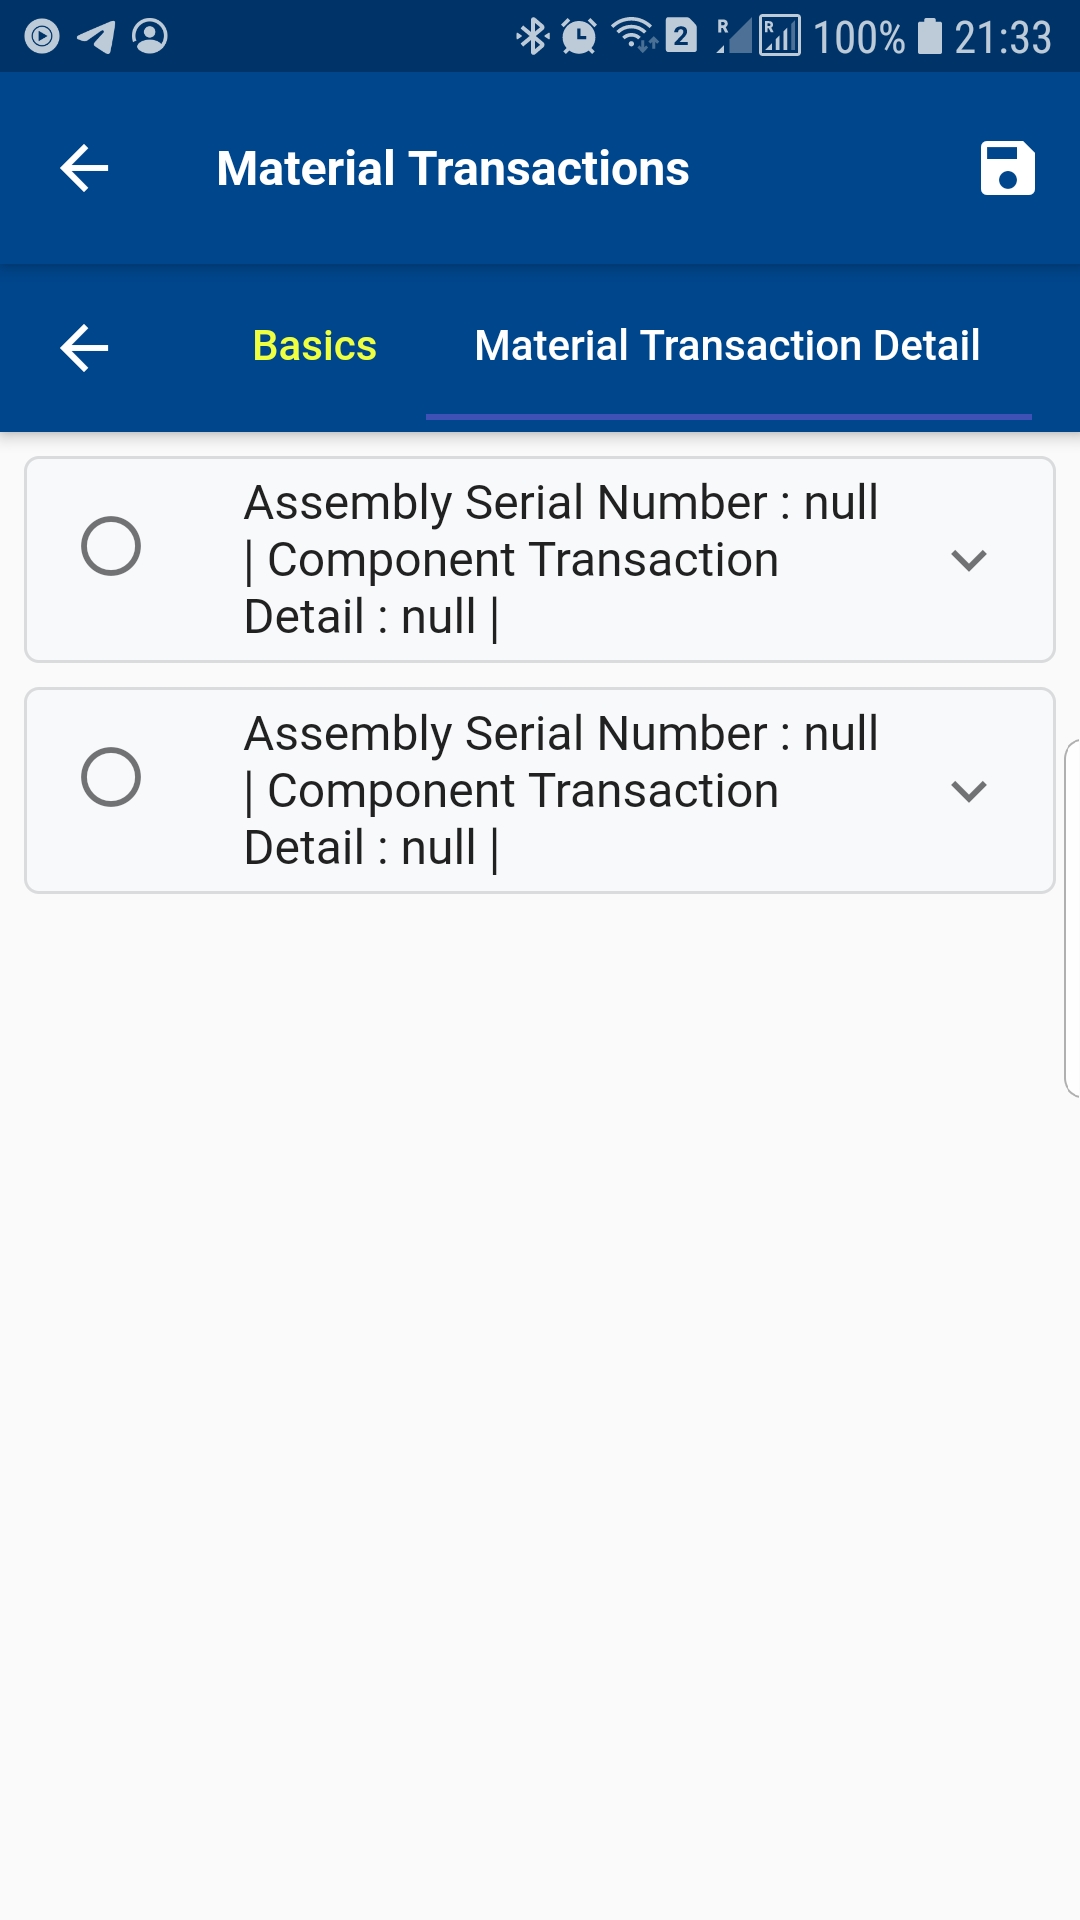 2 R R 100% 21:33
Material Transactions
Basics Material Transaction Detail
Assembly Serial Number : null
| Component Transaction
Detail : null |
Assembly Serial Number : null
| Component Transaction
Detail : null |